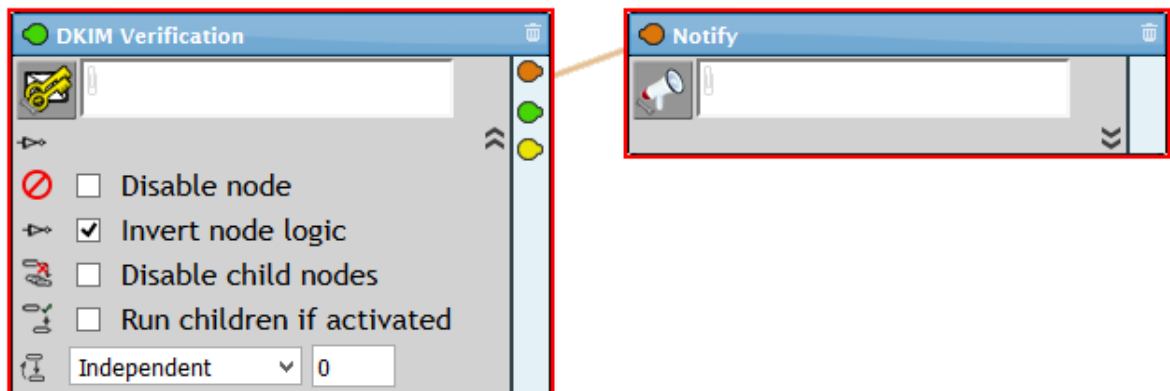 DKIM Verification
Notify
Disable node
Invert node logic
Disable child nodes
Run children if activated
Independent 0